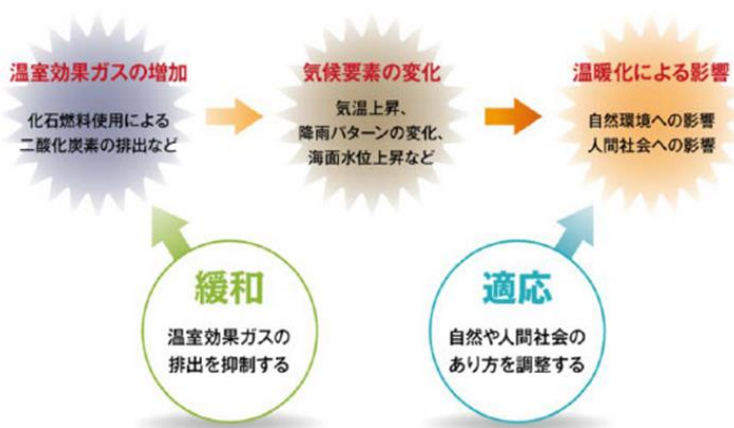 温室効果ガスの増加
化石燃料使用による
二酸化炭素の排出など
気候要素の変化
気温上昇、
降雨パターンの変化、
海面水位上昇など
温暖化による影響
自然環境への影響
人間社会への影響
緩和
温室効果ガスの
排出を抑制する
適応
自然や人間社会の
あり方を調整する